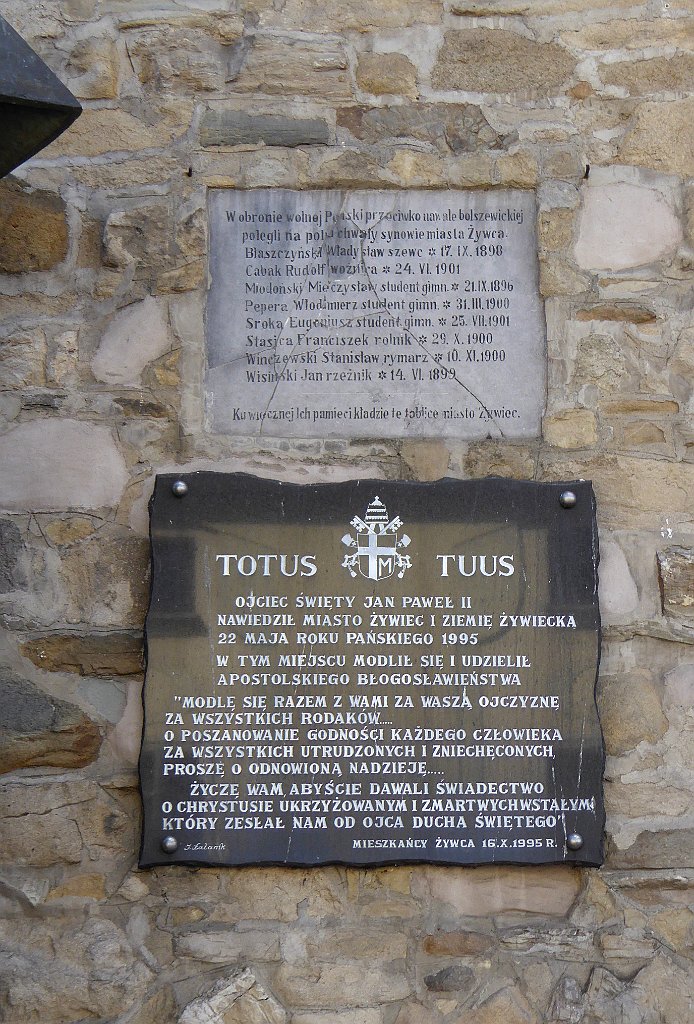 W obronie wolnej Polski przeciwko nawale bolszewickiej
polegli na polu chwały synowie miasta Żywca.
Błaszczyński Władysław szewc * 17. IX. 1898
Cabak Rudolf woźnica * 24. VI. 1901
Młodoński Mieczysław student gimn. * 21. IX. 1896
Pepera Włodzimierz student gimn. * 31. III. 1900
Sroka Eugeniusz student gimn. * 25. VII. 1901
Stasica Franciszek rolnik * 29. X. 1900
Winczewski Stanisław rymarz * 10. XI. 1900
Wisiński Jan rzeźnik * 14. VI. 1899
Ku wiecznej Ich pamięci kładzie tę tablicę miasto Żywiec.
TOTUS TUUS
M
OJCIEC ŚWIĘTY JAN PAWEŁ II
NAWIEDZIŁ MIASTO ŻYWIEC I ZIEMIĘ ŻYWIECKĄ
22 MAJA ROKU PAŃSKIEGO 1995
W TYM MIEJSCU MODLIŁ SIĘ I UDZIELIŁ
APOSTOLSKIEGO BŁOGOSŁAWIEŃSTWA
"MODLĘ SIĘ RAZEM Z WAMI ZA WASZĄ OJCZYZNĘ
ZA WSZYSTKICH RODAKÓW.....
O POSZANOWANIE GODNOŚCI KAŻDEGO CZŁOWIEKA
ZA WSZYSTKICH UTRUDZONYCH I ZNIECHĘCONYCH,
PROSZĘ O ODNOWIONĄ NADZIEJĘ.....
ŻYCZĘ WAM, ABYŚCIE DAWALI ŚWIADECTWO
O CHRYSTUSIE UKRZYŻOWANYM I ZMARTWYCHWSTAŁYM
KTÓRY ZESŁAŁ NAM OD OJCA DUCHA ŚWIĘTEGO"
MIESZKAŃCY ŻYWCA 16.X.1995 R.